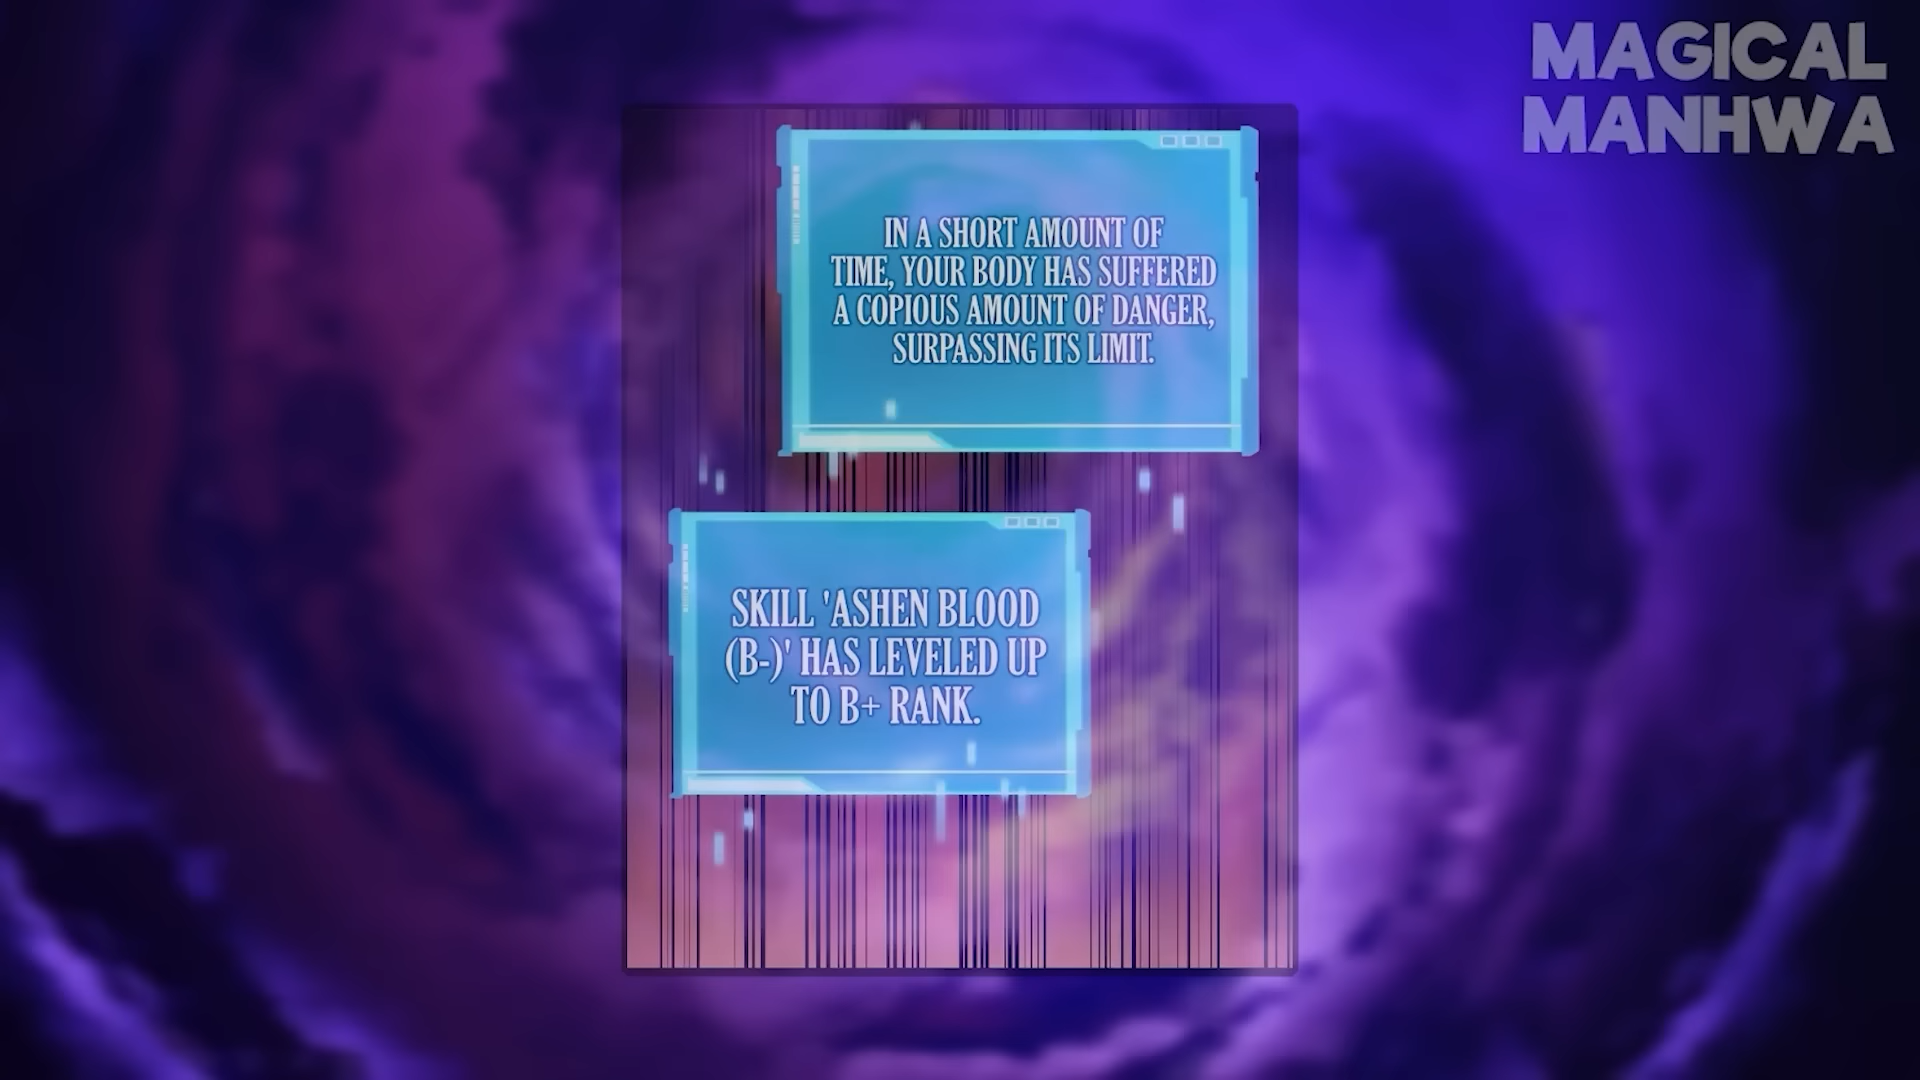 MAGICAL
MANHWA
IN A SHORT AMOUNT OF
TIME, YOUR BODY HAS SUFFERED
A COPIOUS AMOUNT OF DANGER,
SURPASSING ITS LIMIT.
SKILL 'ASHEN BLOOD
(B-)' HAS LEVELED UP
TO B+ RANK.